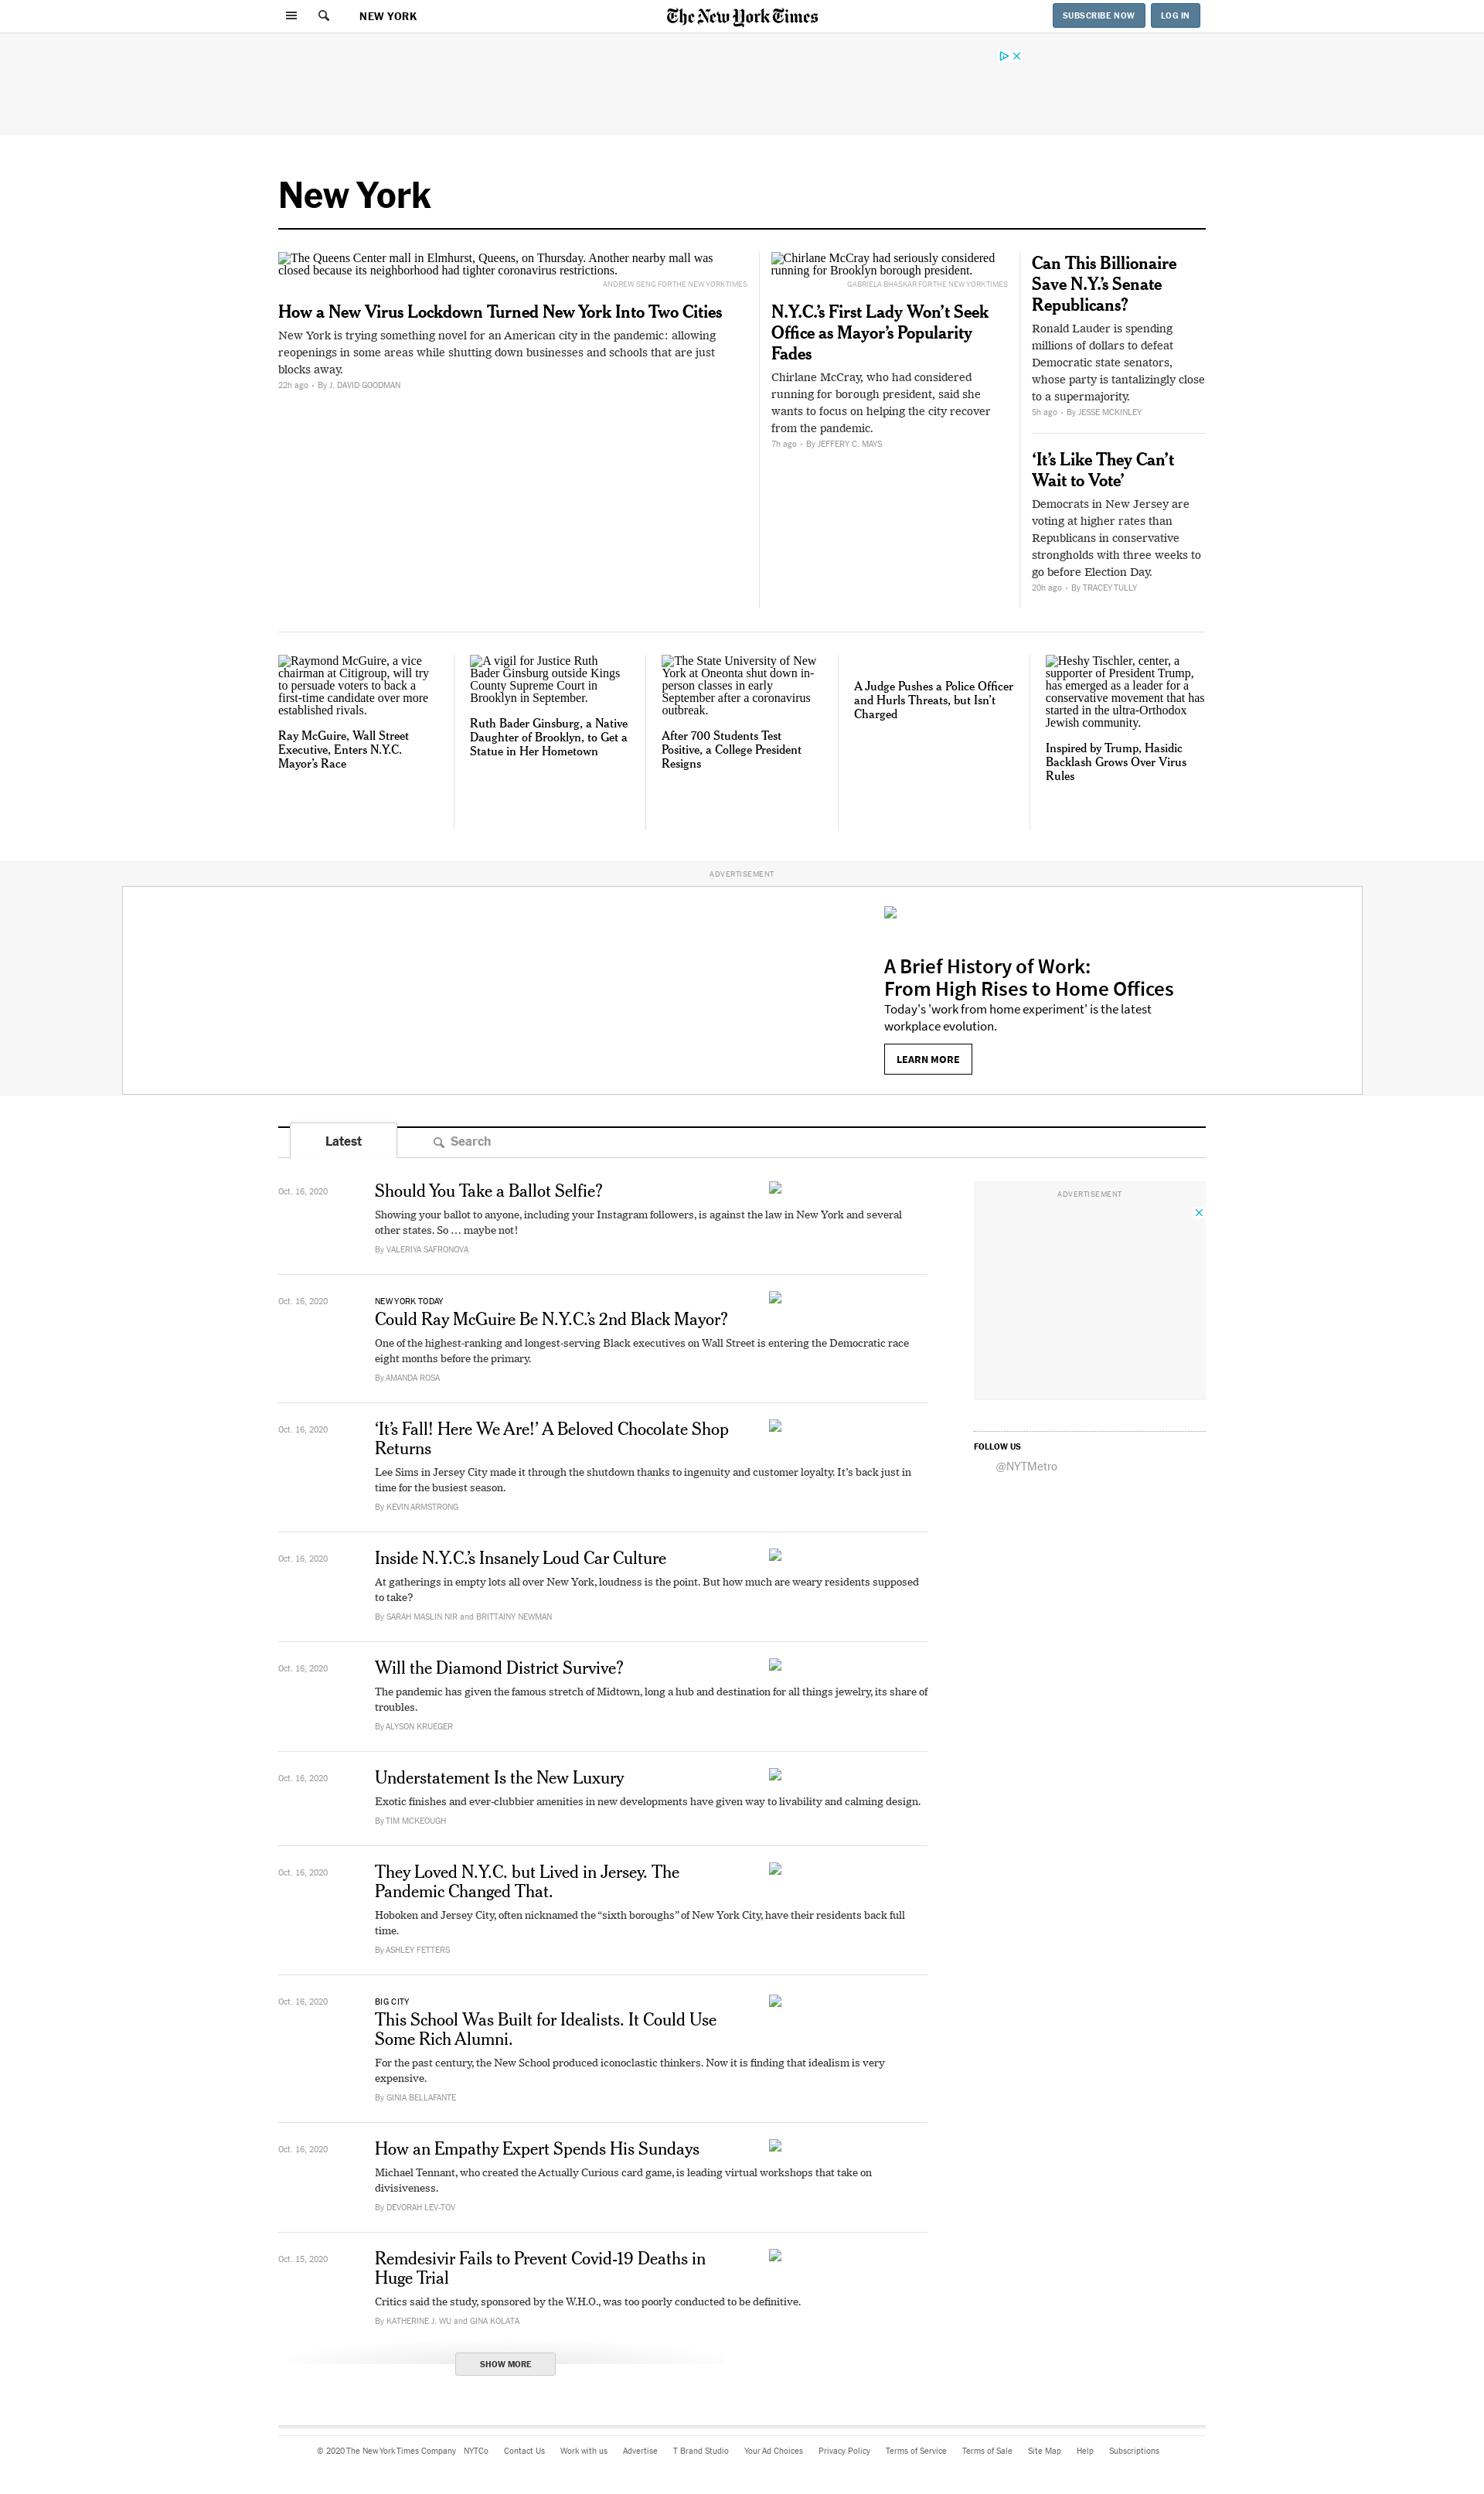 NEW YORK
The New York Times
SUBSCRIBE NOW
LOG IN
New York
The Queens Center mall in Elmhurst, Queens, on Thursday. Another nearby mall was
closed because its neighborhood had tighter coronavirus restrictions.
ANDREW SENG FOR THE NEW YORK TIMES
How a New Virus Lockdown Turned New York Into Two Cities
New York is trying something novel for an American city in the pandemic: allowing
reopenings in some areas while shutting down businesses and schools that are just
blocks away.
22h ago • By J. DAVID GOODMAN
Chirlane McCray had seriously considered
running for Brooklyn borough president.
GABRIELA BHASKAR FOR THE NEW YORK TIMES
N.Y.C.’s First Lady Won’t Seek
Office as Mayor’s Popularity
Fades
Chirlane McCray, who had considered
running for borough president, said she
wants to focus on helping the city recover
from the pandemic.
7h ago • By JEFFERY C. MAYS
Can This Billionaire
Save N.Y.’s Senate
Republicans?
Ronald Lauder is spending
millions of dollars to defeat
Democratic state senators,
whose party is tantalizingly close
to a supermajority.
5h ago • By JESSE MCKINLEY
‘It’s Like They Can’t
Wait to Vote’
Democrats in New Jersey are
voting at higher rates than
Republicans in conservative
strongholds with three weeks to
go before Election Day.
20h ago • By TRACEY TULLY
Raymond McGuire, a vice
chairman at Citigroup, will try
to persuade voters to back a
first-time candidate over more
established rivals.
Ray McGuire, Wall Street
Executive, Enters N.Y.C.
Mayor’s Race
A vigil for Justice Ruth
Bader Ginsburg outside Kings
County Supreme Court in
Brooklyn in September.
Ruth Bader Ginsburg, a Native
Daughter of Brooklyn, to Get a
Statue in Her Hometown
The State University of New
York at Oneonta shut down in-
person classes in early
September after a coronavirus
outbreak.
After 700 Students Test
Positive, a College President
Resigns
A Judge Pushes a Police Officer
and Hurls Threats, but Isn’t
Charged
Heshy Tischler, center, a
supporter of President Trump,
has emerged as a leader for a
conservative movement that has
started in the ultra-Orthodox
Jewish community.
Inspired by Trump, Hasidic
Backlash Grows Over Virus
Rules
ADVERTISEMENT
A Brief History of Work:
From High Rises to Home Offices
Today's 'work from home experiment' is the latest
workplace evolution.
LEARN MORE
Latest
Search
Oct. 16, 2020
Should You Take a Ballot Selfie?
Showing your ballot to anyone, including your Instagram followers, is against the law in New York and several
other states. So … maybe not!
By VALERIYA SAFRONOVA
ADVERTISEMENT
Oct. 16, 2020
NEW YORK TODAY
Could Ray McGuire Be N.Y.C.’s 2nd Black Mayor?
One of the highest-ranking and longest-serving Black executives on Wall Street is entering the Democratic race
eight months before the primary.
By AMANDA ROSA
Oct. 16, 2020
‘It’s Fall! Here We Are!’ A Beloved Chocolate Shop
Returns
Lee Sims in Jersey City made it through the shutdown thanks to ingenuity and customer loyalty. It’s back just in
time for the busiest season.
By KEVIN ARMSTRONG
FOLLOW US
@NYTMetro
Oct. 16, 2020
Inside N.Y.C.’s Insanely Loud Car Culture
At gatherings in empty lots all over New York, loudness is the point. But how much are weary residents supposed
to take?
By SARAH MASLIN NIR and BRITTAINY NEWMAN
Oct. 16, 2020
Will the Diamond District Survive?
The pandemic has given the famous stretch of Midtown, long a hub and destination for all things jewelry, its share of
troubles.
By ALYSON KRUEGER
Oct. 16, 2020
Understatement Is the New Luxury
Exotic finishes and ever-clubbier amenities in new developments have given way to livability and calming design.
By TIM MCKEOUGH
Oct. 16, 2020
They Loved N.Y.C. but Lived in Jersey. The
Pandemic Changed That.
Hoboken and Jersey City, often nicknamed the “sixth boroughs” of New York City, have their residents back full
time.
By ASHLEY FETTERS
Oct. 16, 2020
BIG CITY
This School Was Built for Idealists. It Could Use
Some Rich Alumni.
For the past century, the New School produced iconoclastic thinkers. Now it is finding that idealism is very
expensive.
By GINIA BELLAFANTE
Oct. 16, 2020
How an Empathy Expert Spends His Sundays
Michael Tennant, who created the Actually Curious card game, is leading virtual workshops that take on
divisiveness.
By DEVORAH LEV-TOV
Oct. 15, 2020
Remdesivir Fails to Prevent Covid-19 Deaths in
Huge Trial
Critics said the study, sponsored by the W.H.O., was too poorly conducted to be definitive.
By KATHERINE J. WU and GINA KOLATA
SHOW MORE
© 2020 The New York Times Company NYTCo Contact Us Work with us Advertise T Brand Studio Your Ad Choices Privacy Policy Terms of Service Terms of Sale Site Map Help Subscriptions